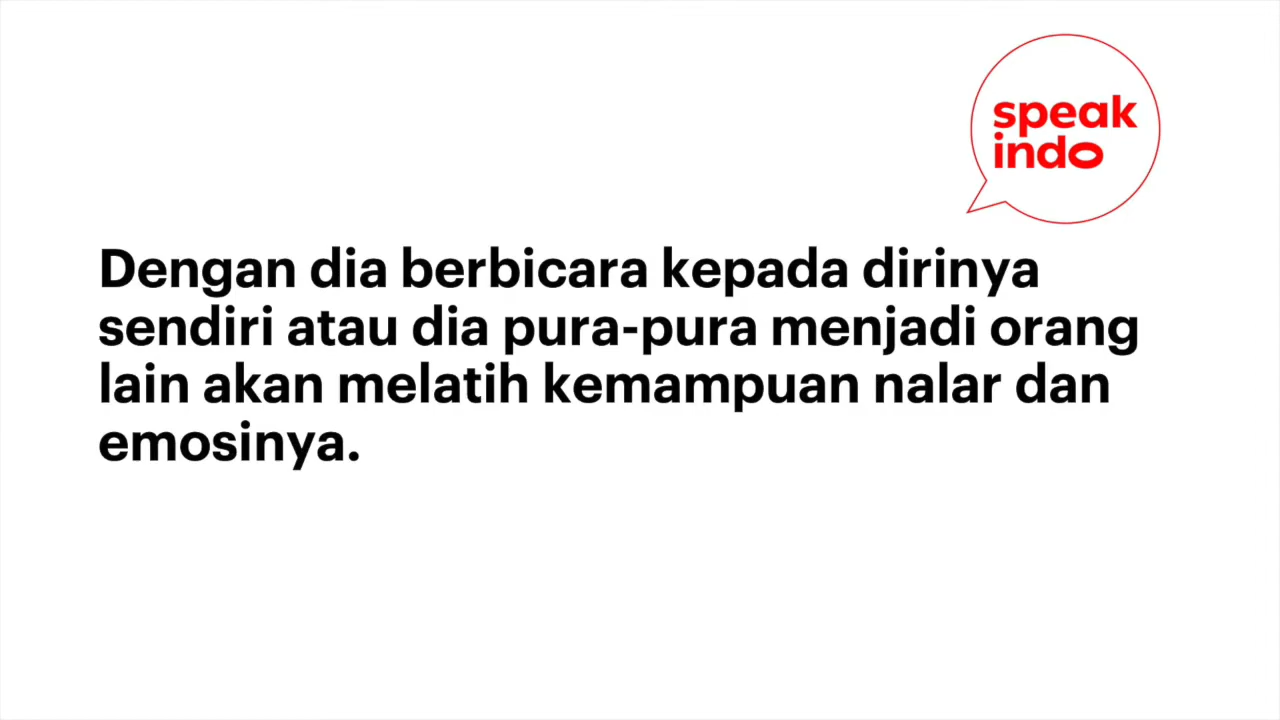 speak
indo
Dengan dia berbicara kepada dirinya
sendiri atau dia pura-pura menjadi orang
lain akan melatih kemampuan nalar dan
emosinya.